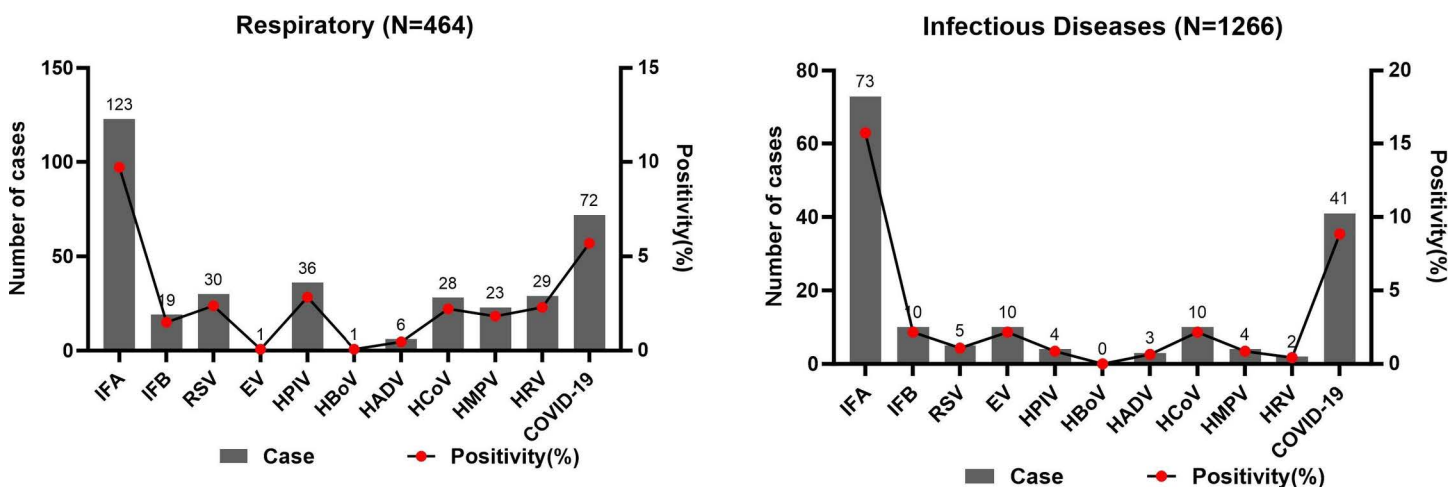 Respiratory (N=464)
Number of cases
150
100
50
0
15
10
5
0
Positivity(%)
123
19
30
1
36
1
6
28
23
29
72
IFA
IFB
RSV
EV
HPIV
HBoV
HADV
HCoV
HMPV
HRV
COVID-19
Case
Positivity(%)
Infectious Diseases (N=1266)
Number of cases
80
60
40
20
0
20
15
10
5
0
Positivity(%)
73
10
5
10
4
0
3
10
4
2
41
IFA
IFB
RSV
EV
HPIV
HBoV
HADV
HCoV
HMPV
HRV
COVID-19
Case
Positivity(%)